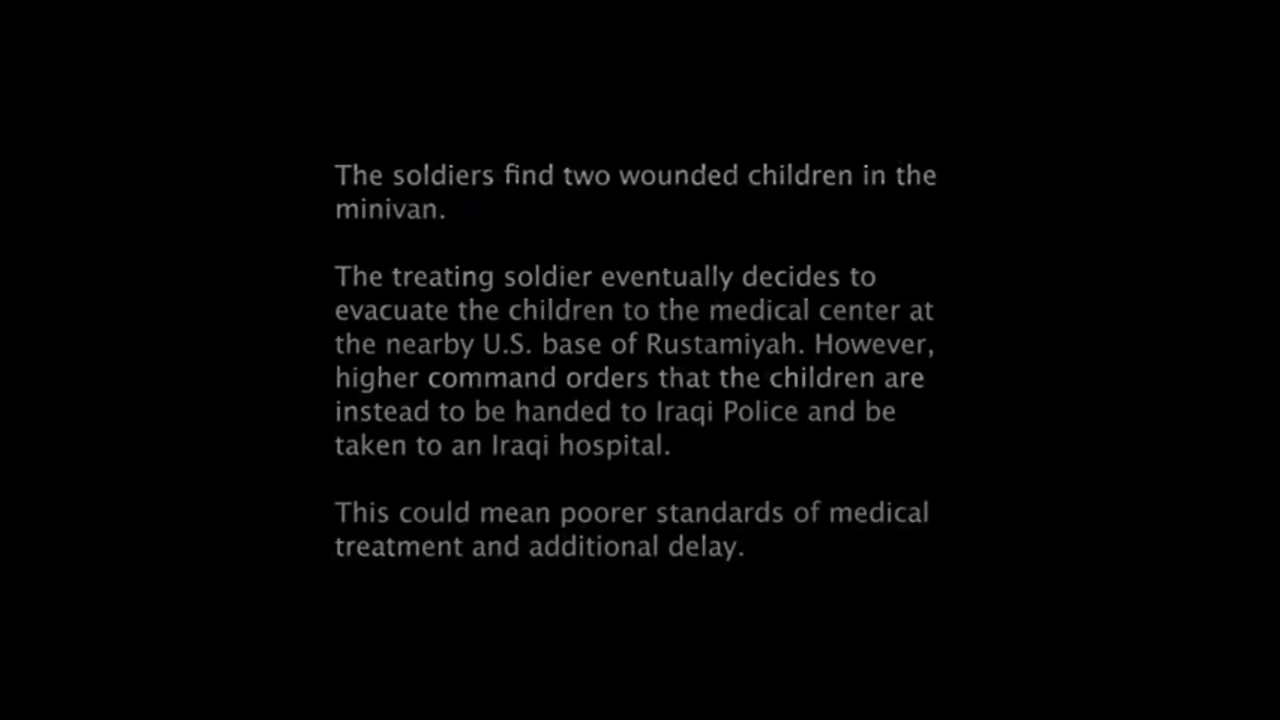 The soldiers find two wounded children in the
minivan.
The treating soldier eventually decides to
evacuate the children to the medical center at
the nearby U.S. base of Rustamiyah. However,
higher command orders that the children are
instead to be handed to Iraqi Police and be
taken to an Iraqi hospital.
This could mean poorer standards of medical
treatment and additional delay.